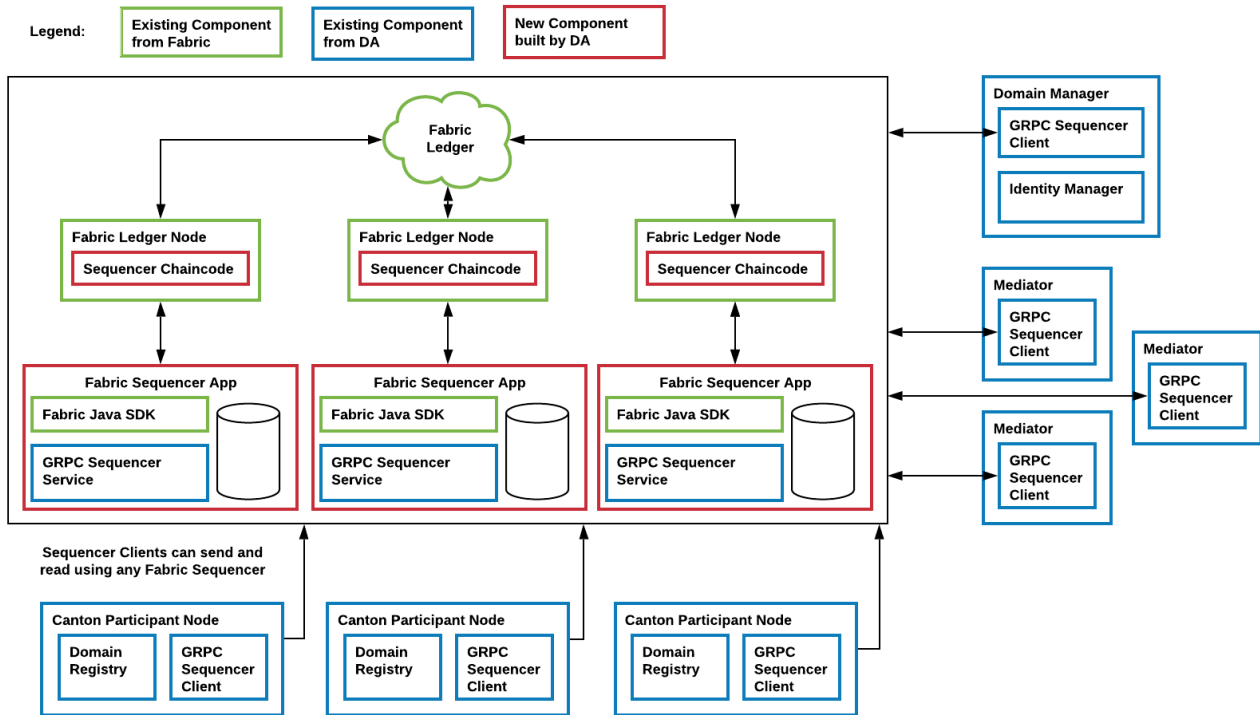 Legend:
Existing Component
from Fabric
Existing Component
from DA
New Component
built by DA
Fabric
Ledger
Fabric Ledger Node
Sequencer Chaincode
Fabric Ledger Node
Sequencer Chaincode
Fabric Ledger Node
Sequencer Chaincode
Fabric Sequencer App
Fabric Java SDK
GRPC Sequencer
Service
Fabric Sequencer App
Fabric Java SDK
GRPC Sequencer
Service
Fabric Sequencer App
Fabric Java SDK
GRPC Sequencer
Service
Domain Manager
GRPC Sequencer
Client
Identity Manager
Mediator
GRPC
Sequencer
Client
Mediator
GRPC
Sequencer
Client
Mediator
GRPC
Sequencer
Client
Sequencer Clients can send and
read using any Fabric Sequencer
Canton Participant Node
Domain
Registry
GRPC
Sequencer
Client
Canton Participant Node
Domain
Registry
GRPC
Sequencer
Client
Canton Participant Node
Domain
Registry
GRPC
Sequencer
Client